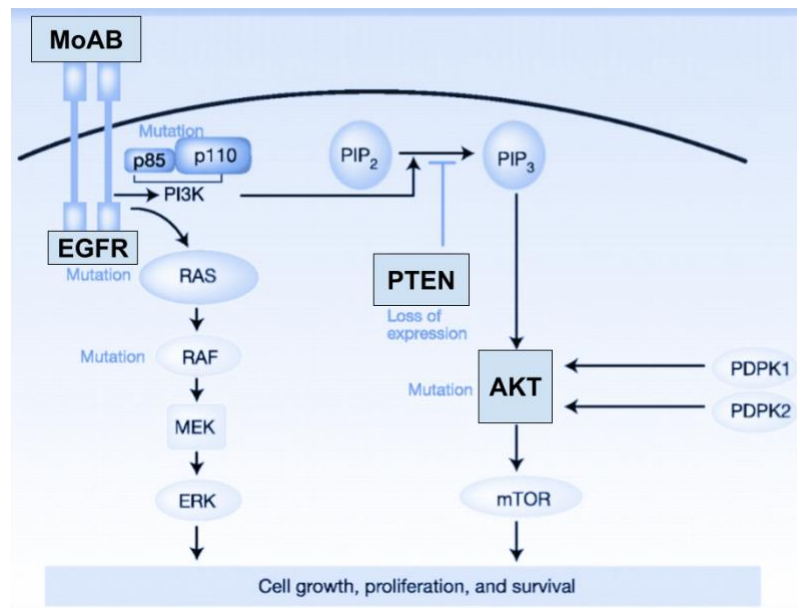 MoAB
Mutation
p85
p110
PI3K
PIP2
PIP3
EGFR
Mutation
RAS
PTEN
Loss of
expression
Mutation
RAF
Mutation
AKT
PDPK1
PDPK2
MEK
ERK
mTOR
Cell growth, proliferation, and survival